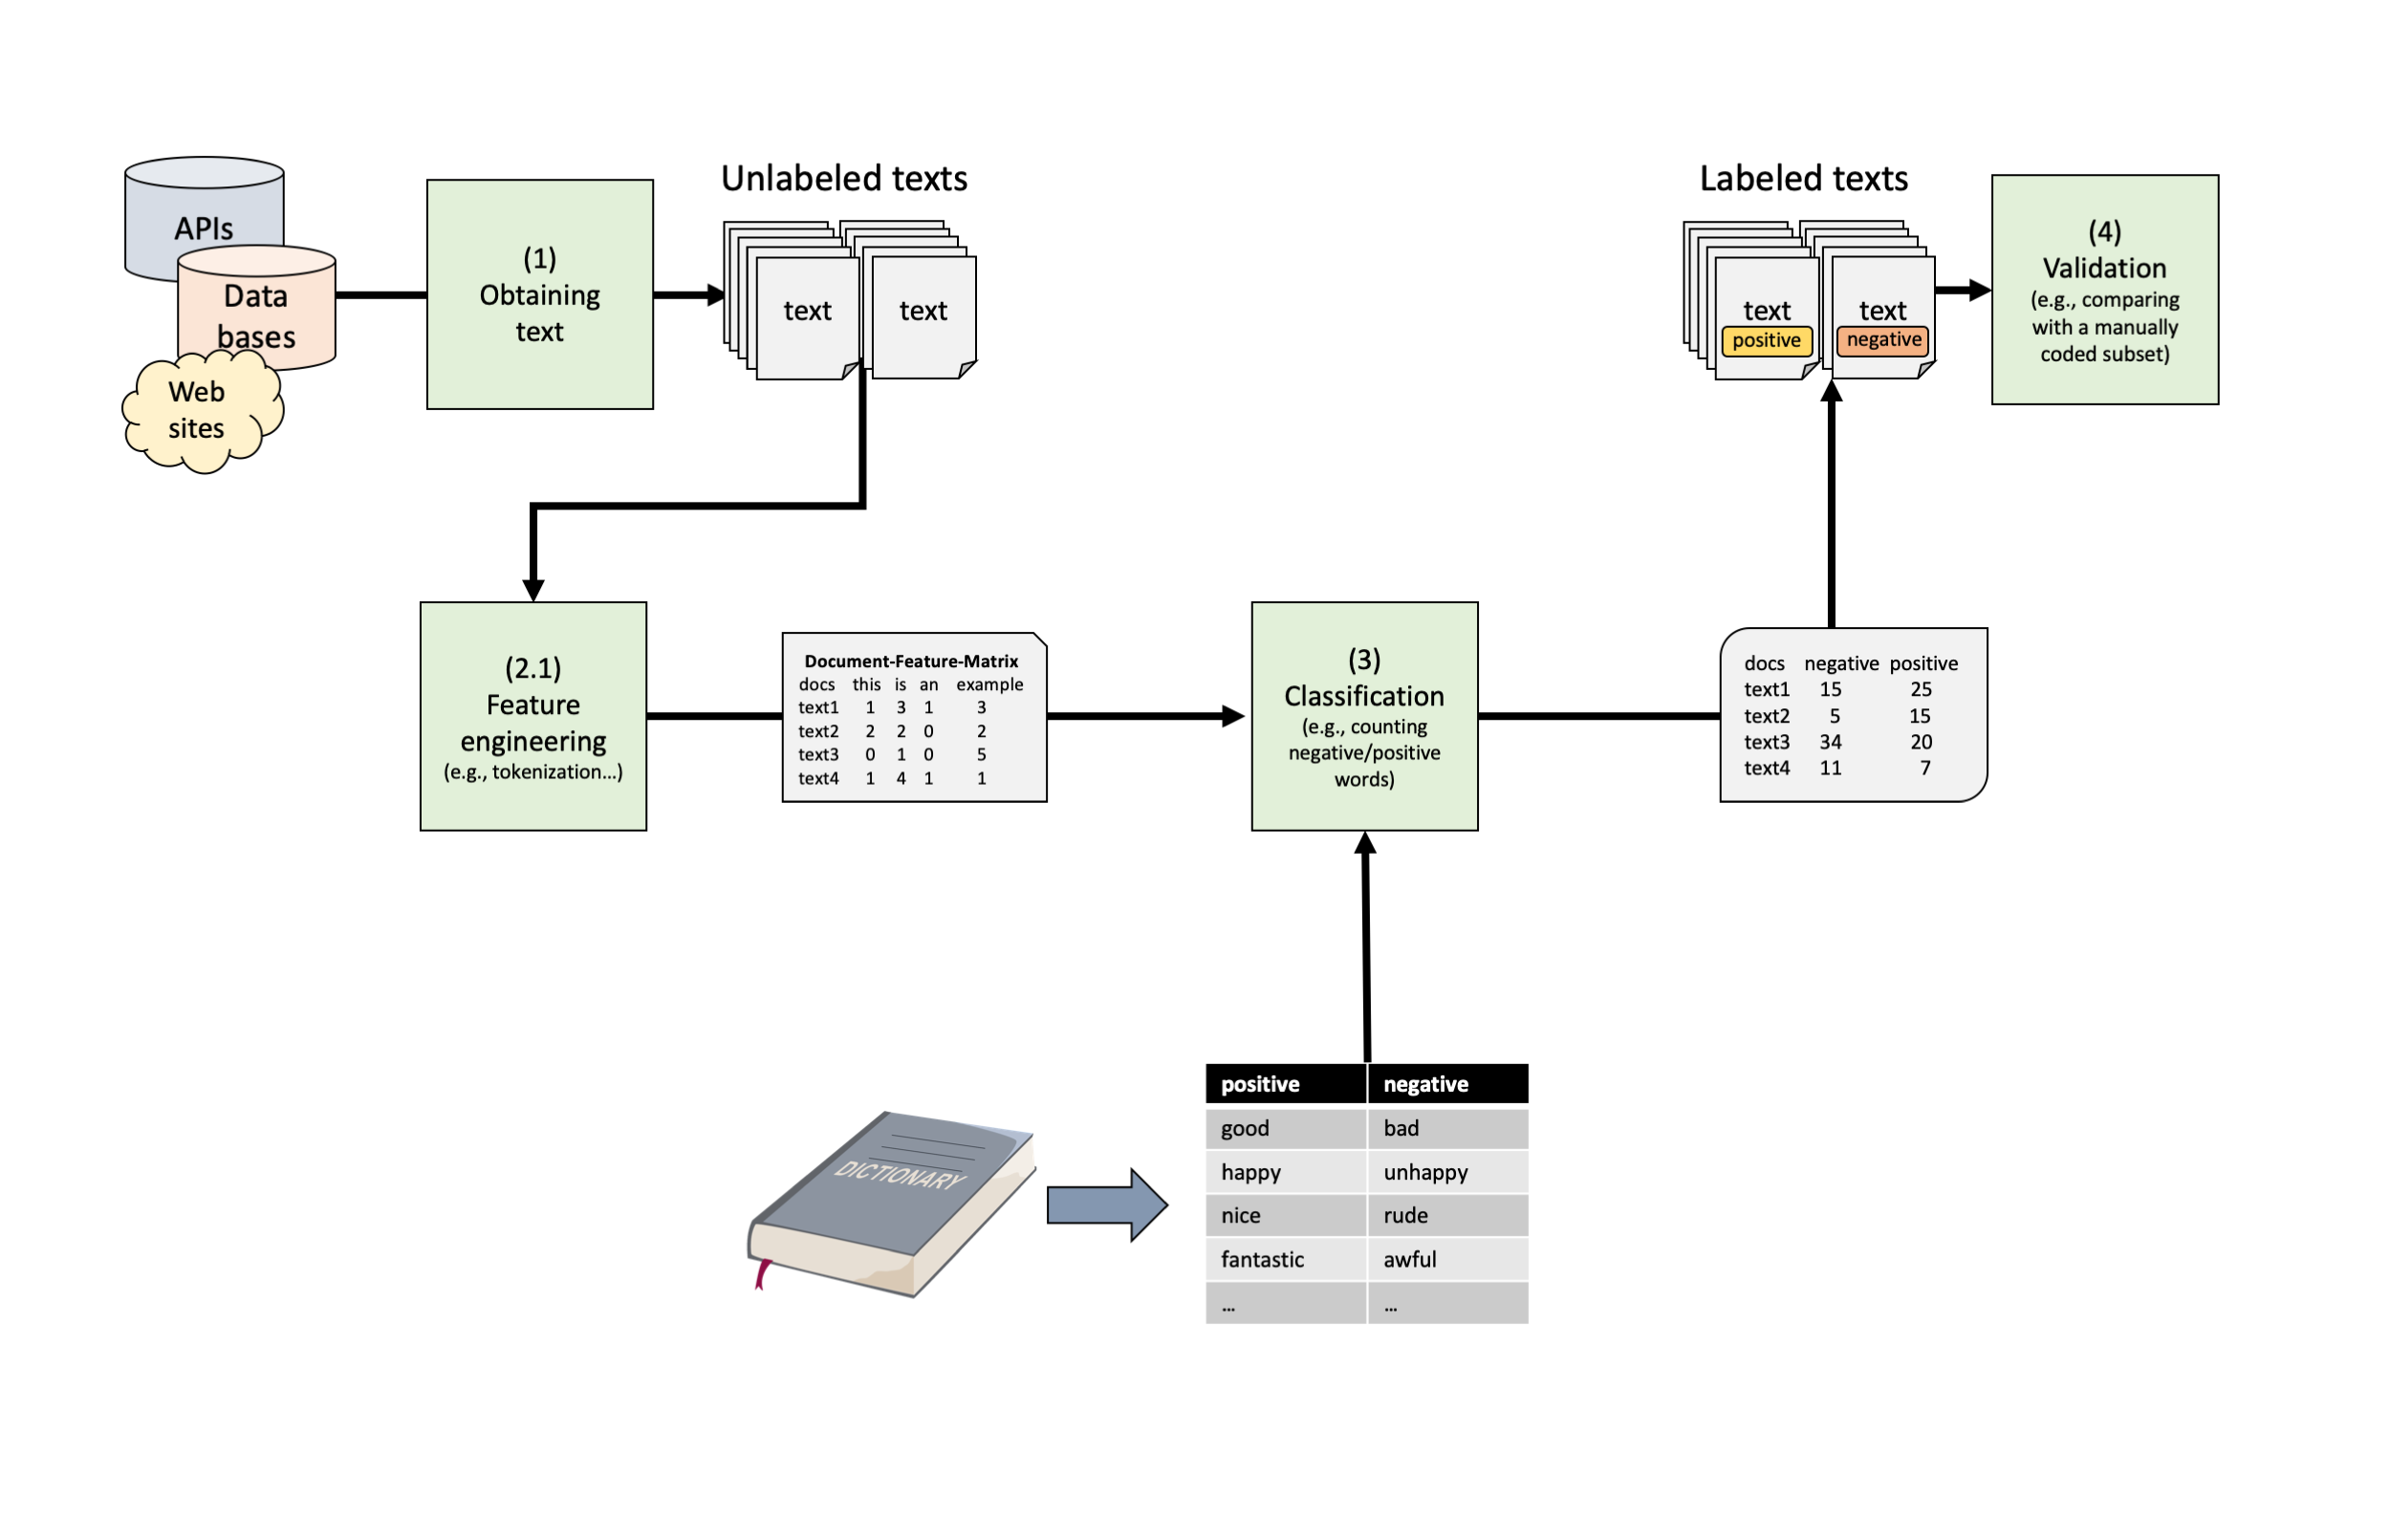 APIs
Data
bases
Web
sites
(1)
Obtaining
text
Unlabeled texts
text
text
Labeled texts
text
positive
text
negative
(4)
Validation
(e.g., comparing
with a manually
coded subset)
(2.1)
Feature
engineering
(e.g., tokenization...)
Document-Feature-Matrix
docs this is an example
text1 1 3 1 3
text2 2 2 0 2
text3 0 1 0 5
text4 1 4 1 1
(3)
Classification
(e.g., counting
negative/positive
words)
docs negative positive
text1 15 25
text2 5 15
text3 34 20
text4 11 7
DICTIONARY
positive negative
good bad
happy unhappy
nice rude
fantastic awful
... ...